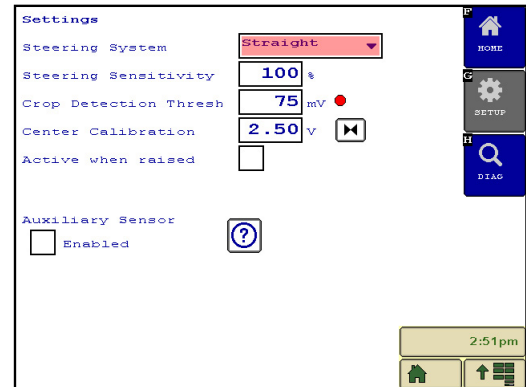 Settings
Steering System Straight
Steering Sensitivity 100 %
Crop Detection Thresh 75 mV
Center Calibration 2.50 V
Active when raised
Auxiliary Sensor
Enabled
?
F
HOME
G
SETUP
H
DIAG
2:51pm